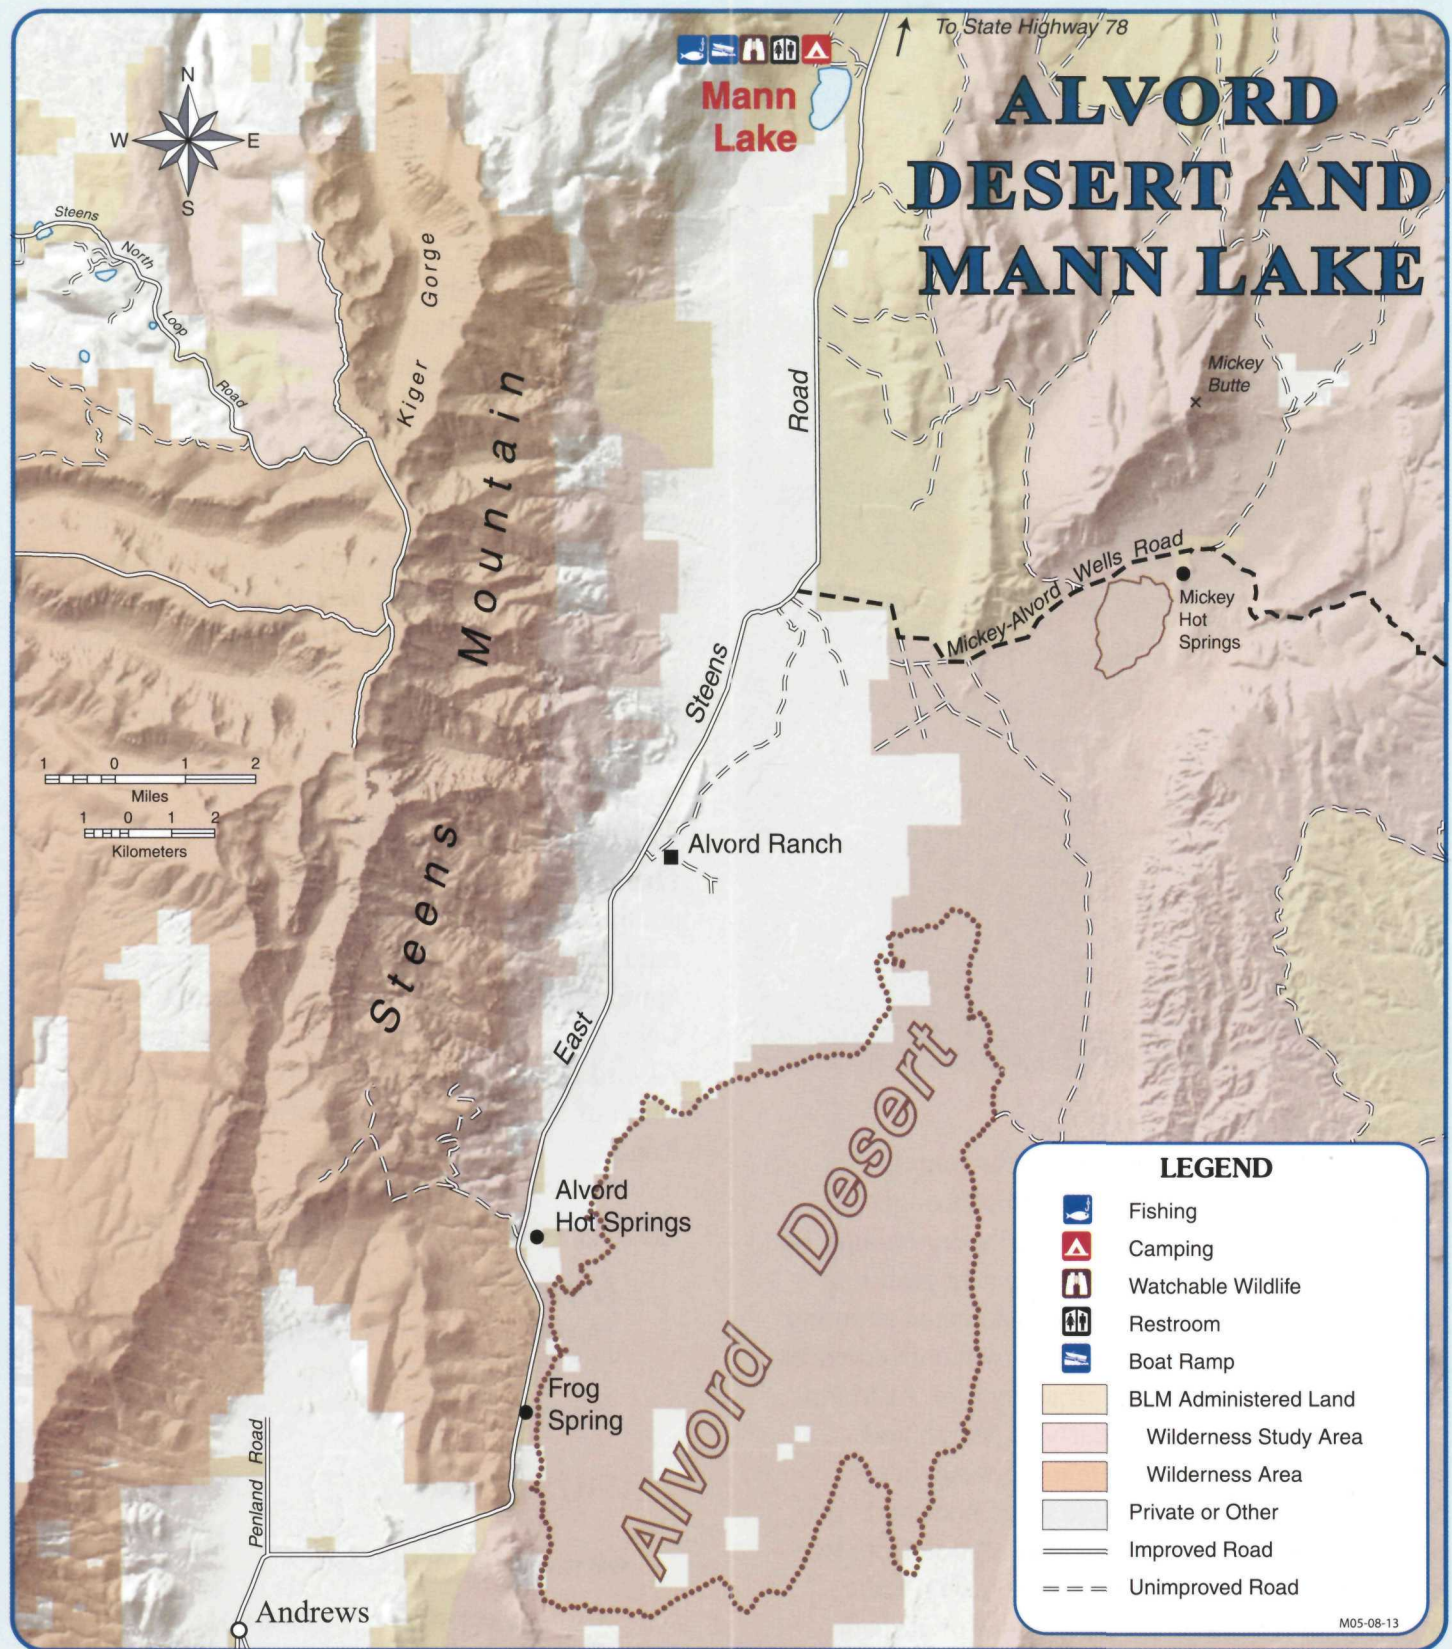 To State Highway 78
ALVORD
DESERT AND
MANN LAKE
Mann
Lake
N
W
E
S
Steens
North
Loop
Road
Kiger Gorge
Steens Mountain
East Steens Road
Mickey
Butte
Mickey-Alvord Wells Road
Mickey
Hot
Springs
1 0 1 2
Miles
1 0 1 2
Kilometers
Alvord Ranch
Alvord
Hot Springs
Alvord Desert
Frog
Spring
Penland Road
Andrews
LEGEND
Fishing
Camping
Watchable Wildlife
Restroom
Boat Ramp
BLM Administered Land
Wilderness Study Area
Wilderness Area
Private or Other
Improved Road
Unimproved Road
M05-08-13